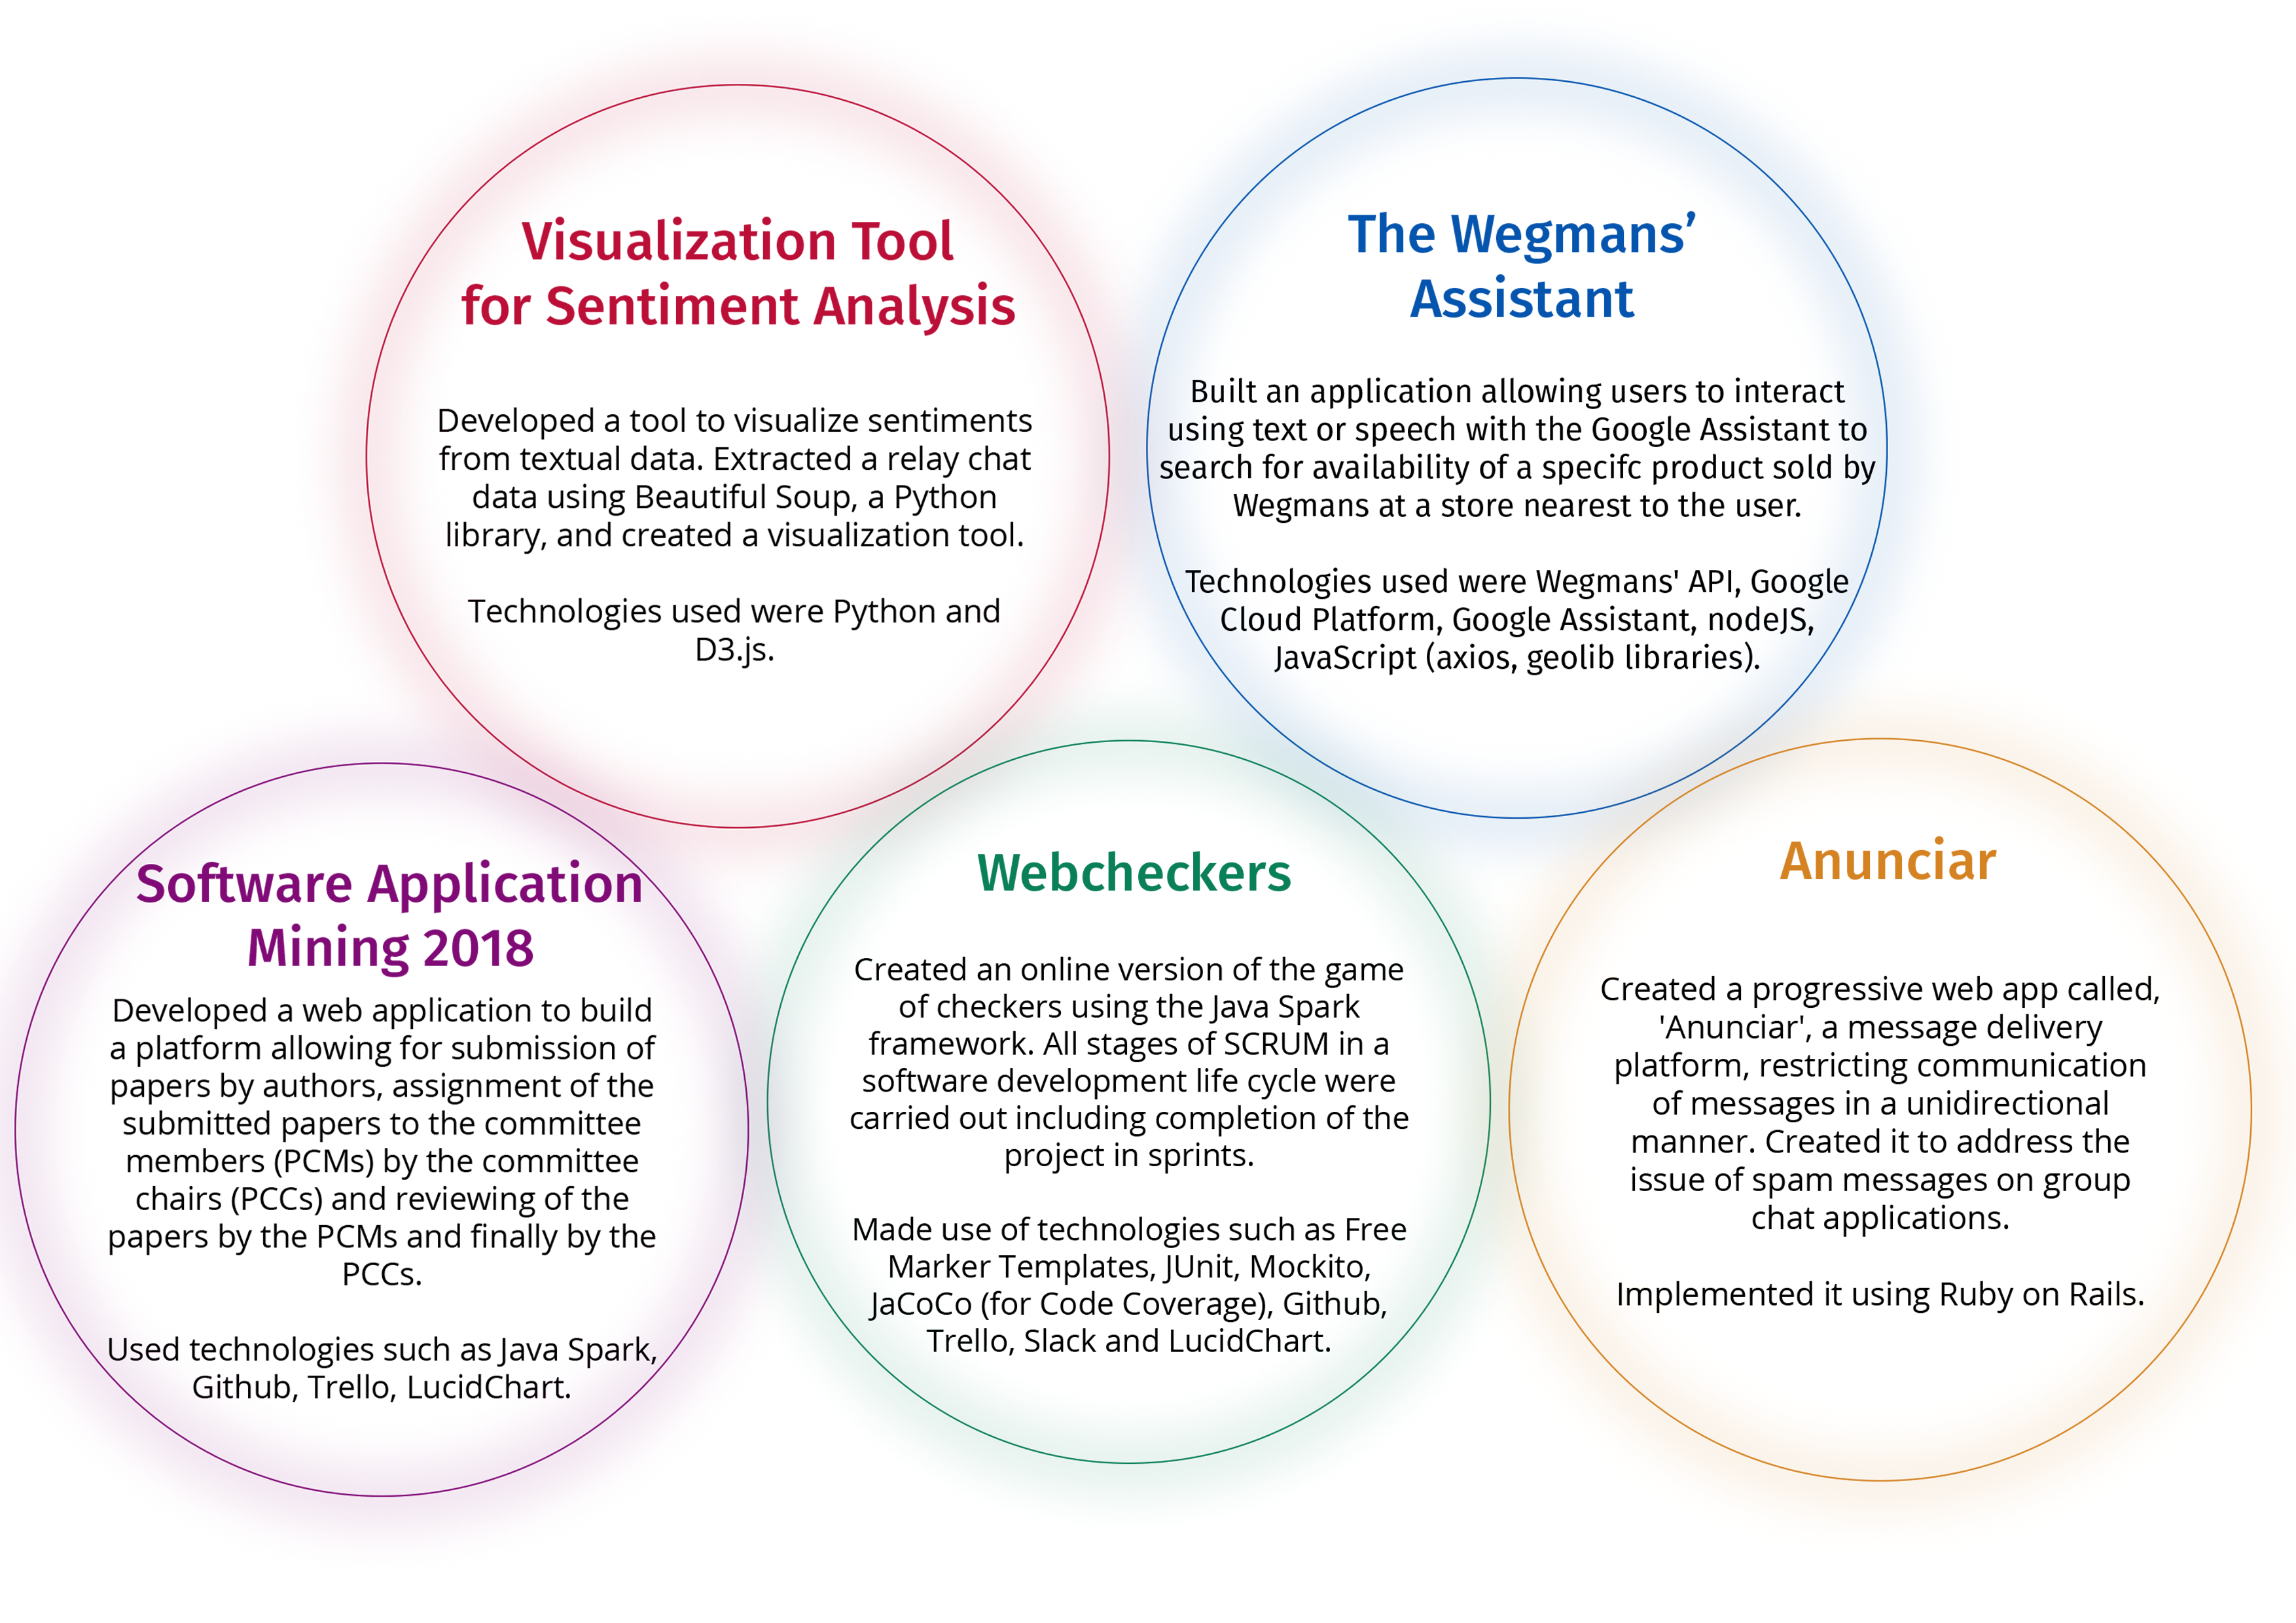 Visualization Tool
for Sentiment Analysis
Developed a tool to visualize sentiments
from textual data. Extracted a relay chat
data using Beautiful Soup, a Python
library, and created a visualization tool.
Technologies used were Python and
D3.js.
The Wegmans’
Assistant
Built an application allowing users to interact
using text or speech with the Google Assistant to
search for availability of a specifc product sold by
Wegmans at a store nearest to the user.
Technologies used were Wegmans' API, Google
Cloud Platform, Google Assistant, nodeJS,
JavaScript (axios, geolib libraries).
Software Application
Mining 2018
Developed a web application to build
a platform allowing for submission of
papers by authors, assignment of the
submitted papers to the committee
members (PCMs) by the committee
chairs (PCCs) and reviewing of the
papers by the PCMs and finally by the
PCCs.
Used technologies such as Java Spark,
Github, Trello, LucidChart.
Webcheckers
Created an online version of the game
of checkers using the Java Spark
framework. All stages of SCRUM in a
software development life cycle were
carried out including completion of the
project in sprints.
Made use of technologies such as Free
Marker Templates, JUnit, Mockito,
JaCoCo (for Code Coverage), Github,
Trello, Slack and LucidChart.
Anunciar
Created a progressive web app called,
'Anunciar', a message delivery
platform, restricting communication
of messages in a unidirectional
manner. Created it to address the
issue of spam messages on group
chat applications.
Implemented it using Ruby on Rails.